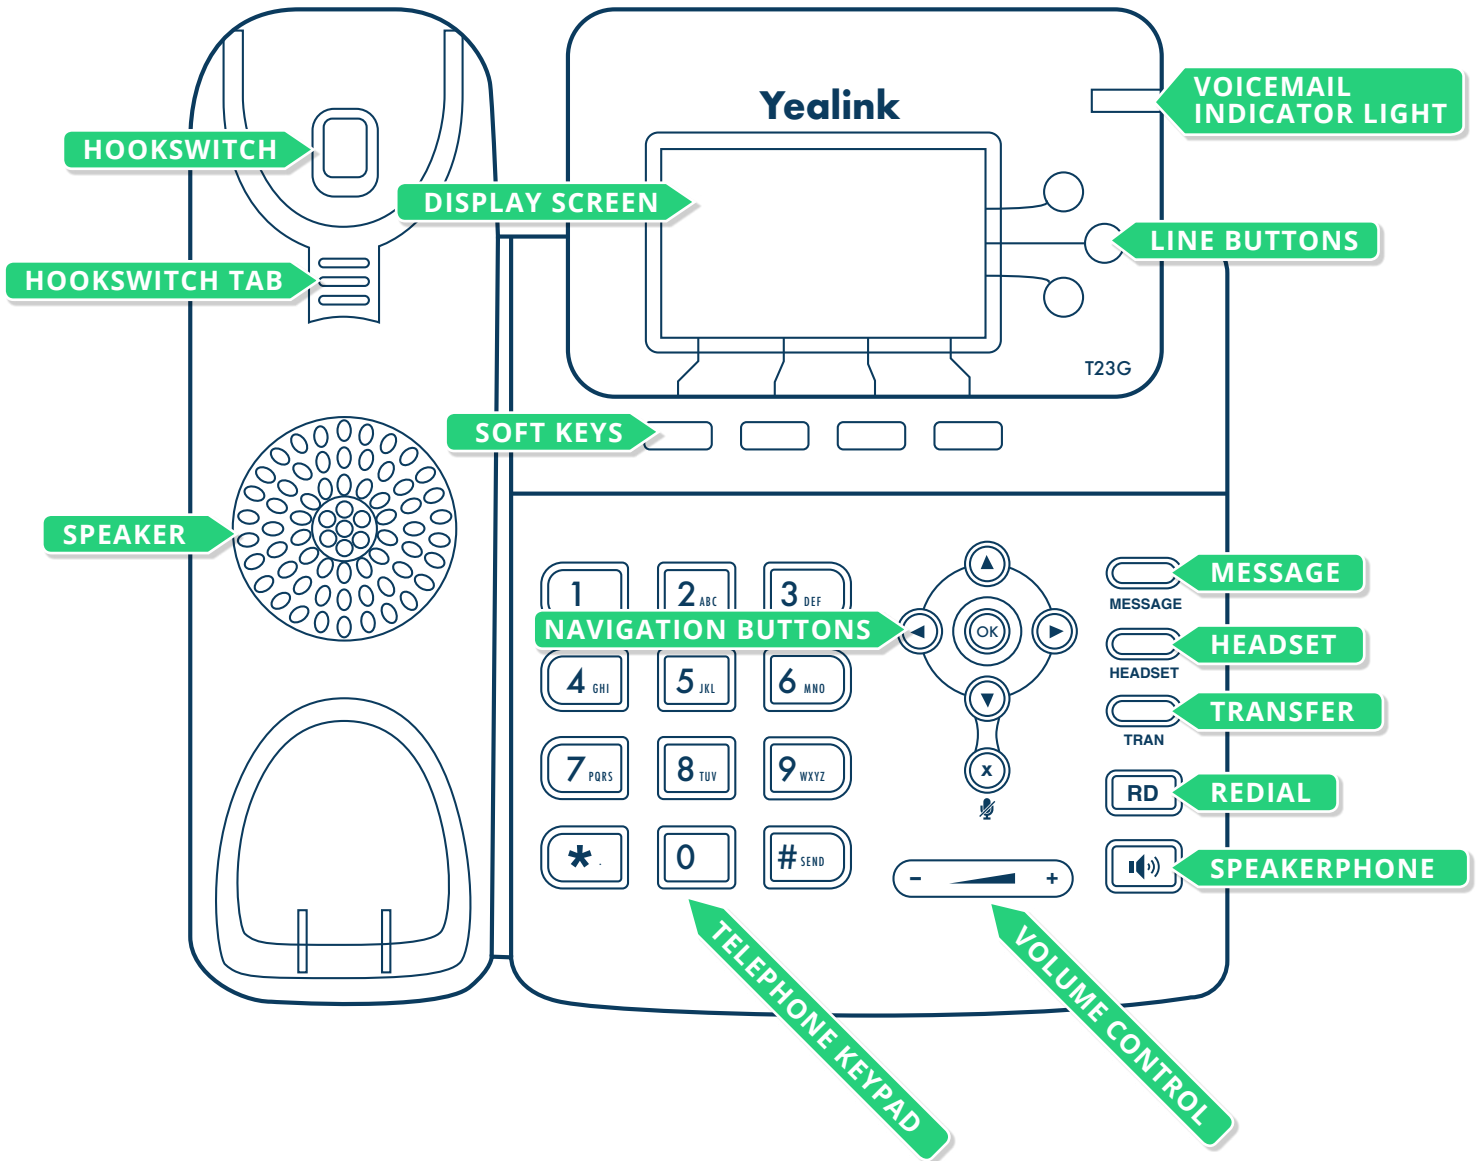 Yealink
VOICEMAIL
INDICATOR LIGHT
HOOKSWITCH
DISPLAY SCREEN
LINE BUTTONS
HOOKSWITCH TAB
T23G
SOFT KEYS
SPEAKER
1
2 ABC
3 DEF
MESSAGE
MESSAGE
NAVIGATION BUTTONS
OK
HEADSET
HEADSET
4 GHI
5 JKL
6 MNO
TRANSFER
TRAN
7 PQRS
8 TUV
9 WXYZ
x
RD
REDIAL
* .
0
# SEND
- +
SPEAKERPHONE
TELEPHONE KEYPAD
VOLUME CONTROL